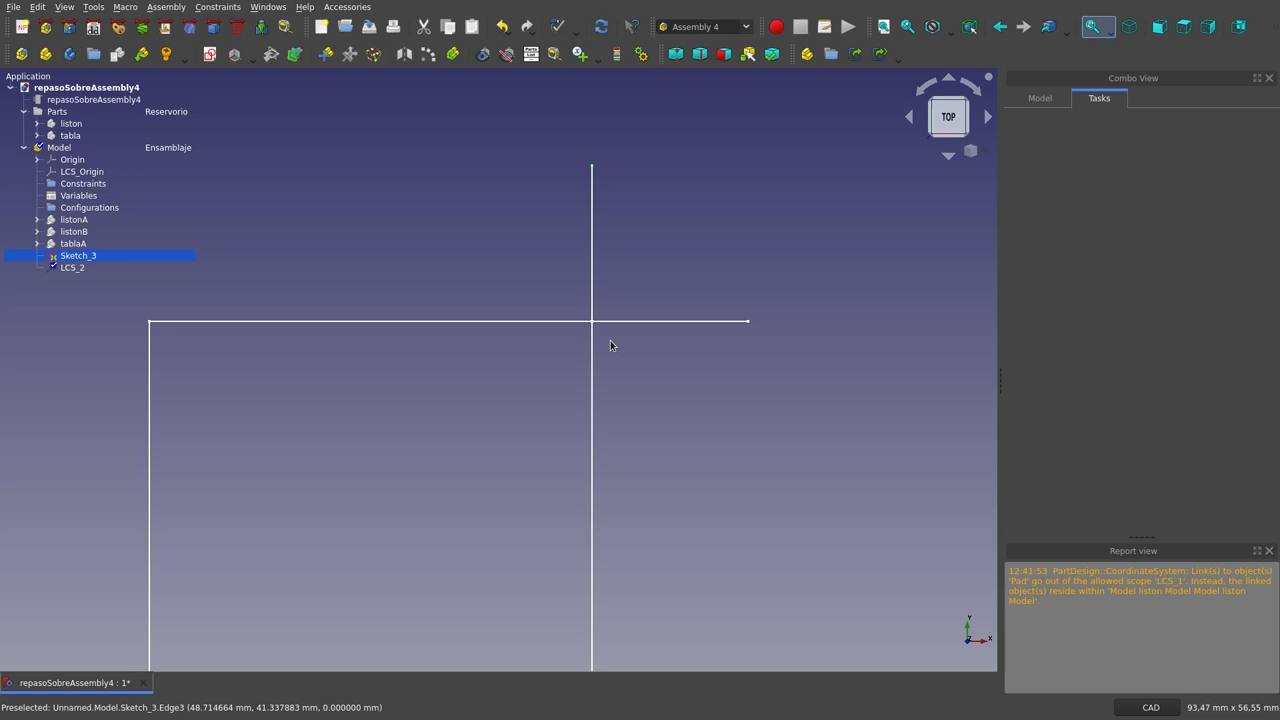 File Edit View Tools Macro Assembly Constraints Windows Help Accessories
Assembly 4
Parts List
Application
repasoSobreAssembly4
repasoSobreAssembly4
Parts Reservorio
liston
tabla
Model Ensamblaje
Origin
LCS_Origin
Constraints
Variables
Configurations
listonA
listonB
tablaA
Sketch_3
LCS_2
TOP
Y
Z
X
Combo View
Model Tasks
Report view
12:41:53 PartDesign::CoordinateSystem: Link(s) to object(s)
'Pad' go out of the allowed scope 'LCS_1'. Instead, the linked
object(s) reside within 'Model liston Model Model liston
Model'.
repasoSobreAssembly4 : 1*
Preselected: Unnamed.Model.Sketch_3.Edge3 (48.714664 mm, 41.337883 mm, 0.000000 mm)
CAD
93,47 mm x 56,55 mm